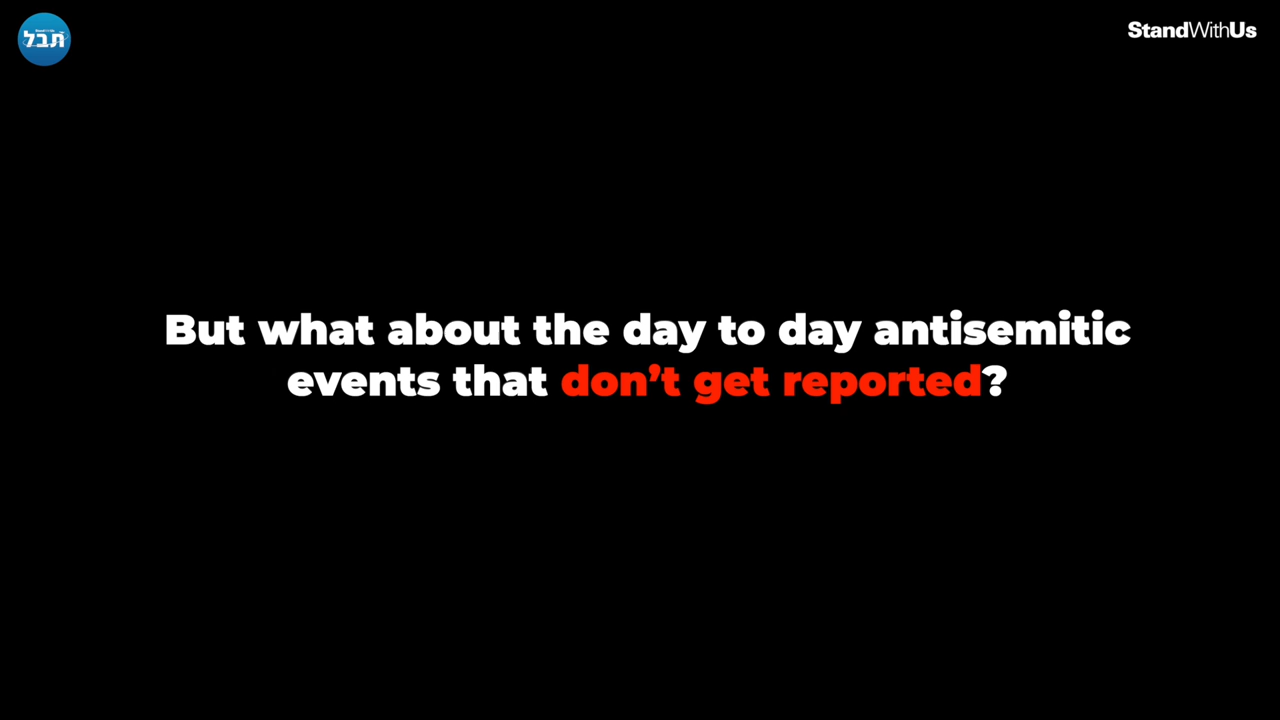 תבל
StandWithUs
But what about the day to day antisemitic
events that don’t get reported?